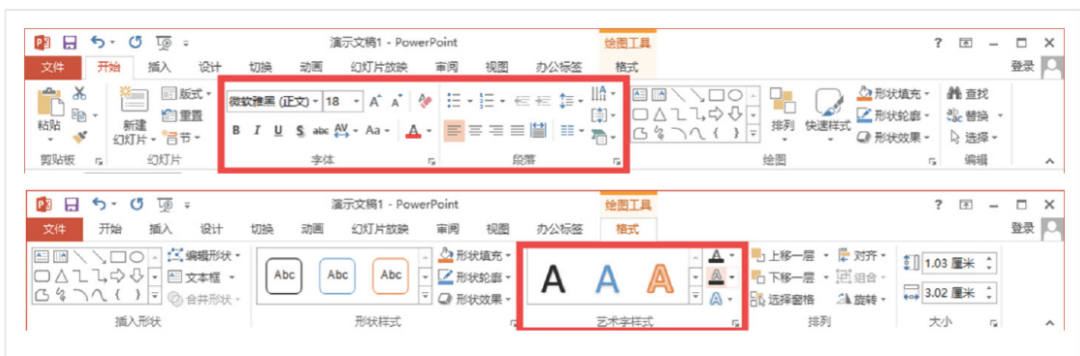 演示文稿1 - PowerPoint 绘图工具 ?
文件 开始 插入 设计 切换 动画 幻灯片放映 审阅 视图 办公标签 格式 登录
微软雅黑 (正文) 18 A A
粘贴 新建 幻灯片 版式 重置 节 B I U S abc AV Aa A 排列 快速样式 形状填充 形状轮廓 形状效果 查找 替换 选择
剪贴板 幻灯片 字体 段落 绘图 编辑
演示文稿1 - PowerPoint 绘图工具 ?
文件 开始 插入 设计 切换 动画 幻灯片放映 审阅 视图 办公标签 格式 登录
编辑形状 形状填充 A 上移一层 对齐 1.03 厘米
文本框 Abc Abc Abc 形状轮廓 A A A A 下移一层 组合
合并形状 形状效果 A 选择窗格 旋转 3.02 厘米
插入形状 形状样式 艺术字样式 排列 大小